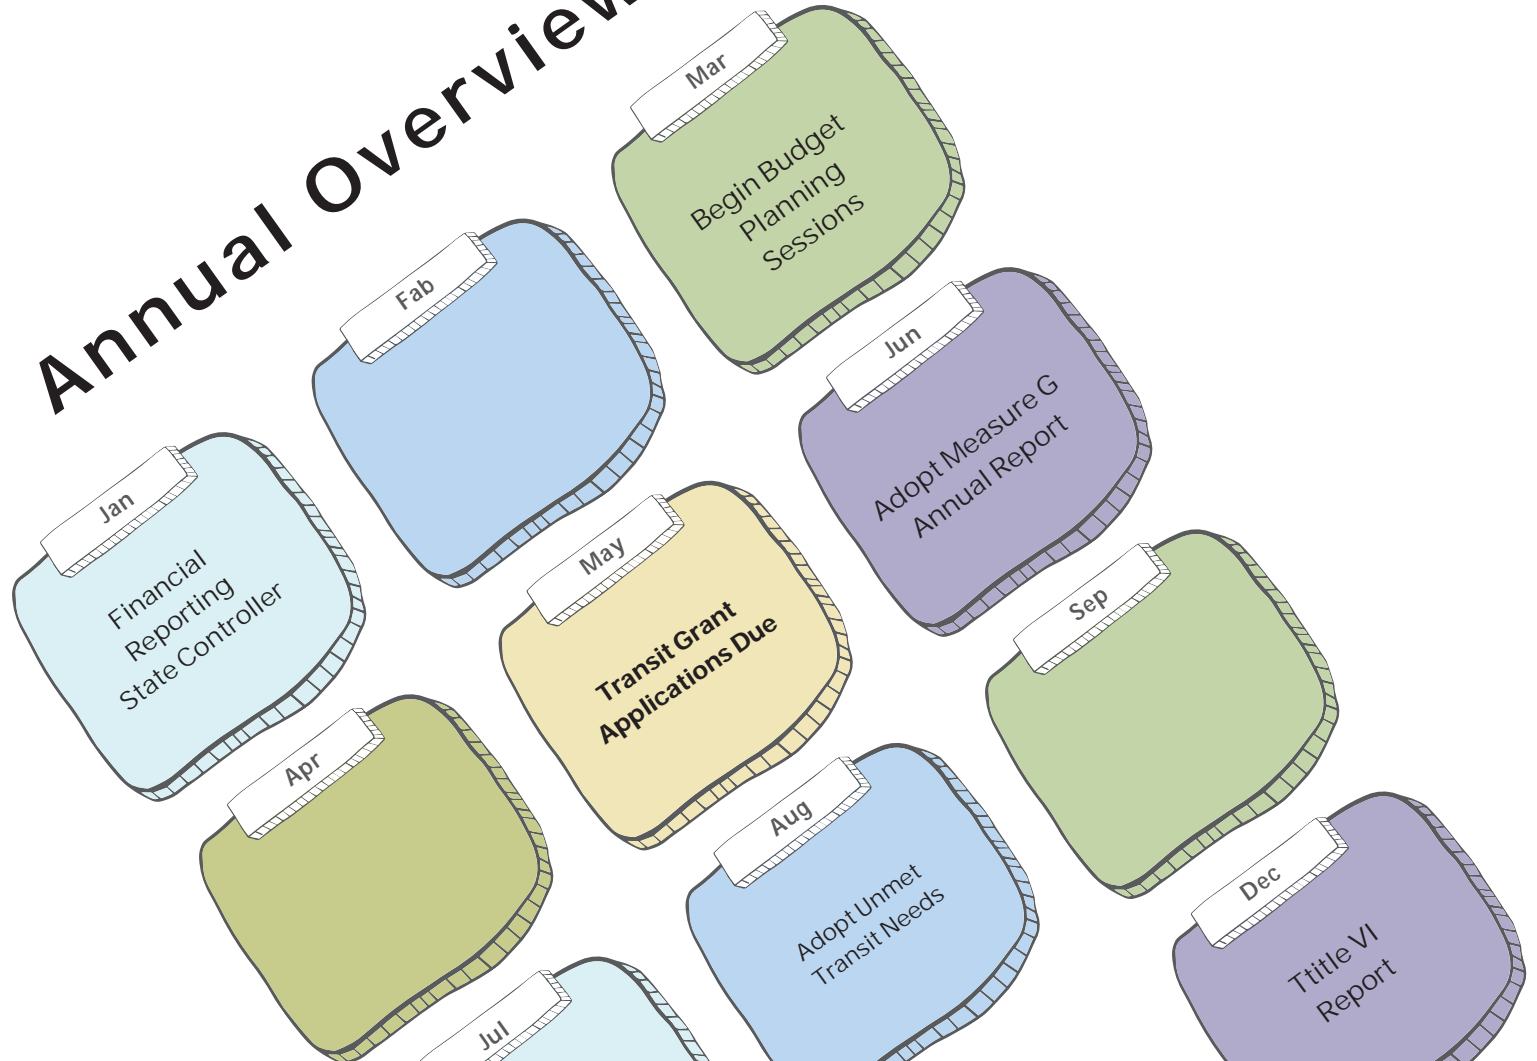 Annual Overview
Jan
Financial
Reporting
State Controller
Fab
Mar
Begin Budget
Planning
Sessions
Apr
May
Transit Grant
Applications Due
Jun
Adopt Measure G
Annual Report
Jul
Aug
Adopt Unmet
Transit Needs
Sep
Dec
Ttitle VI
Report